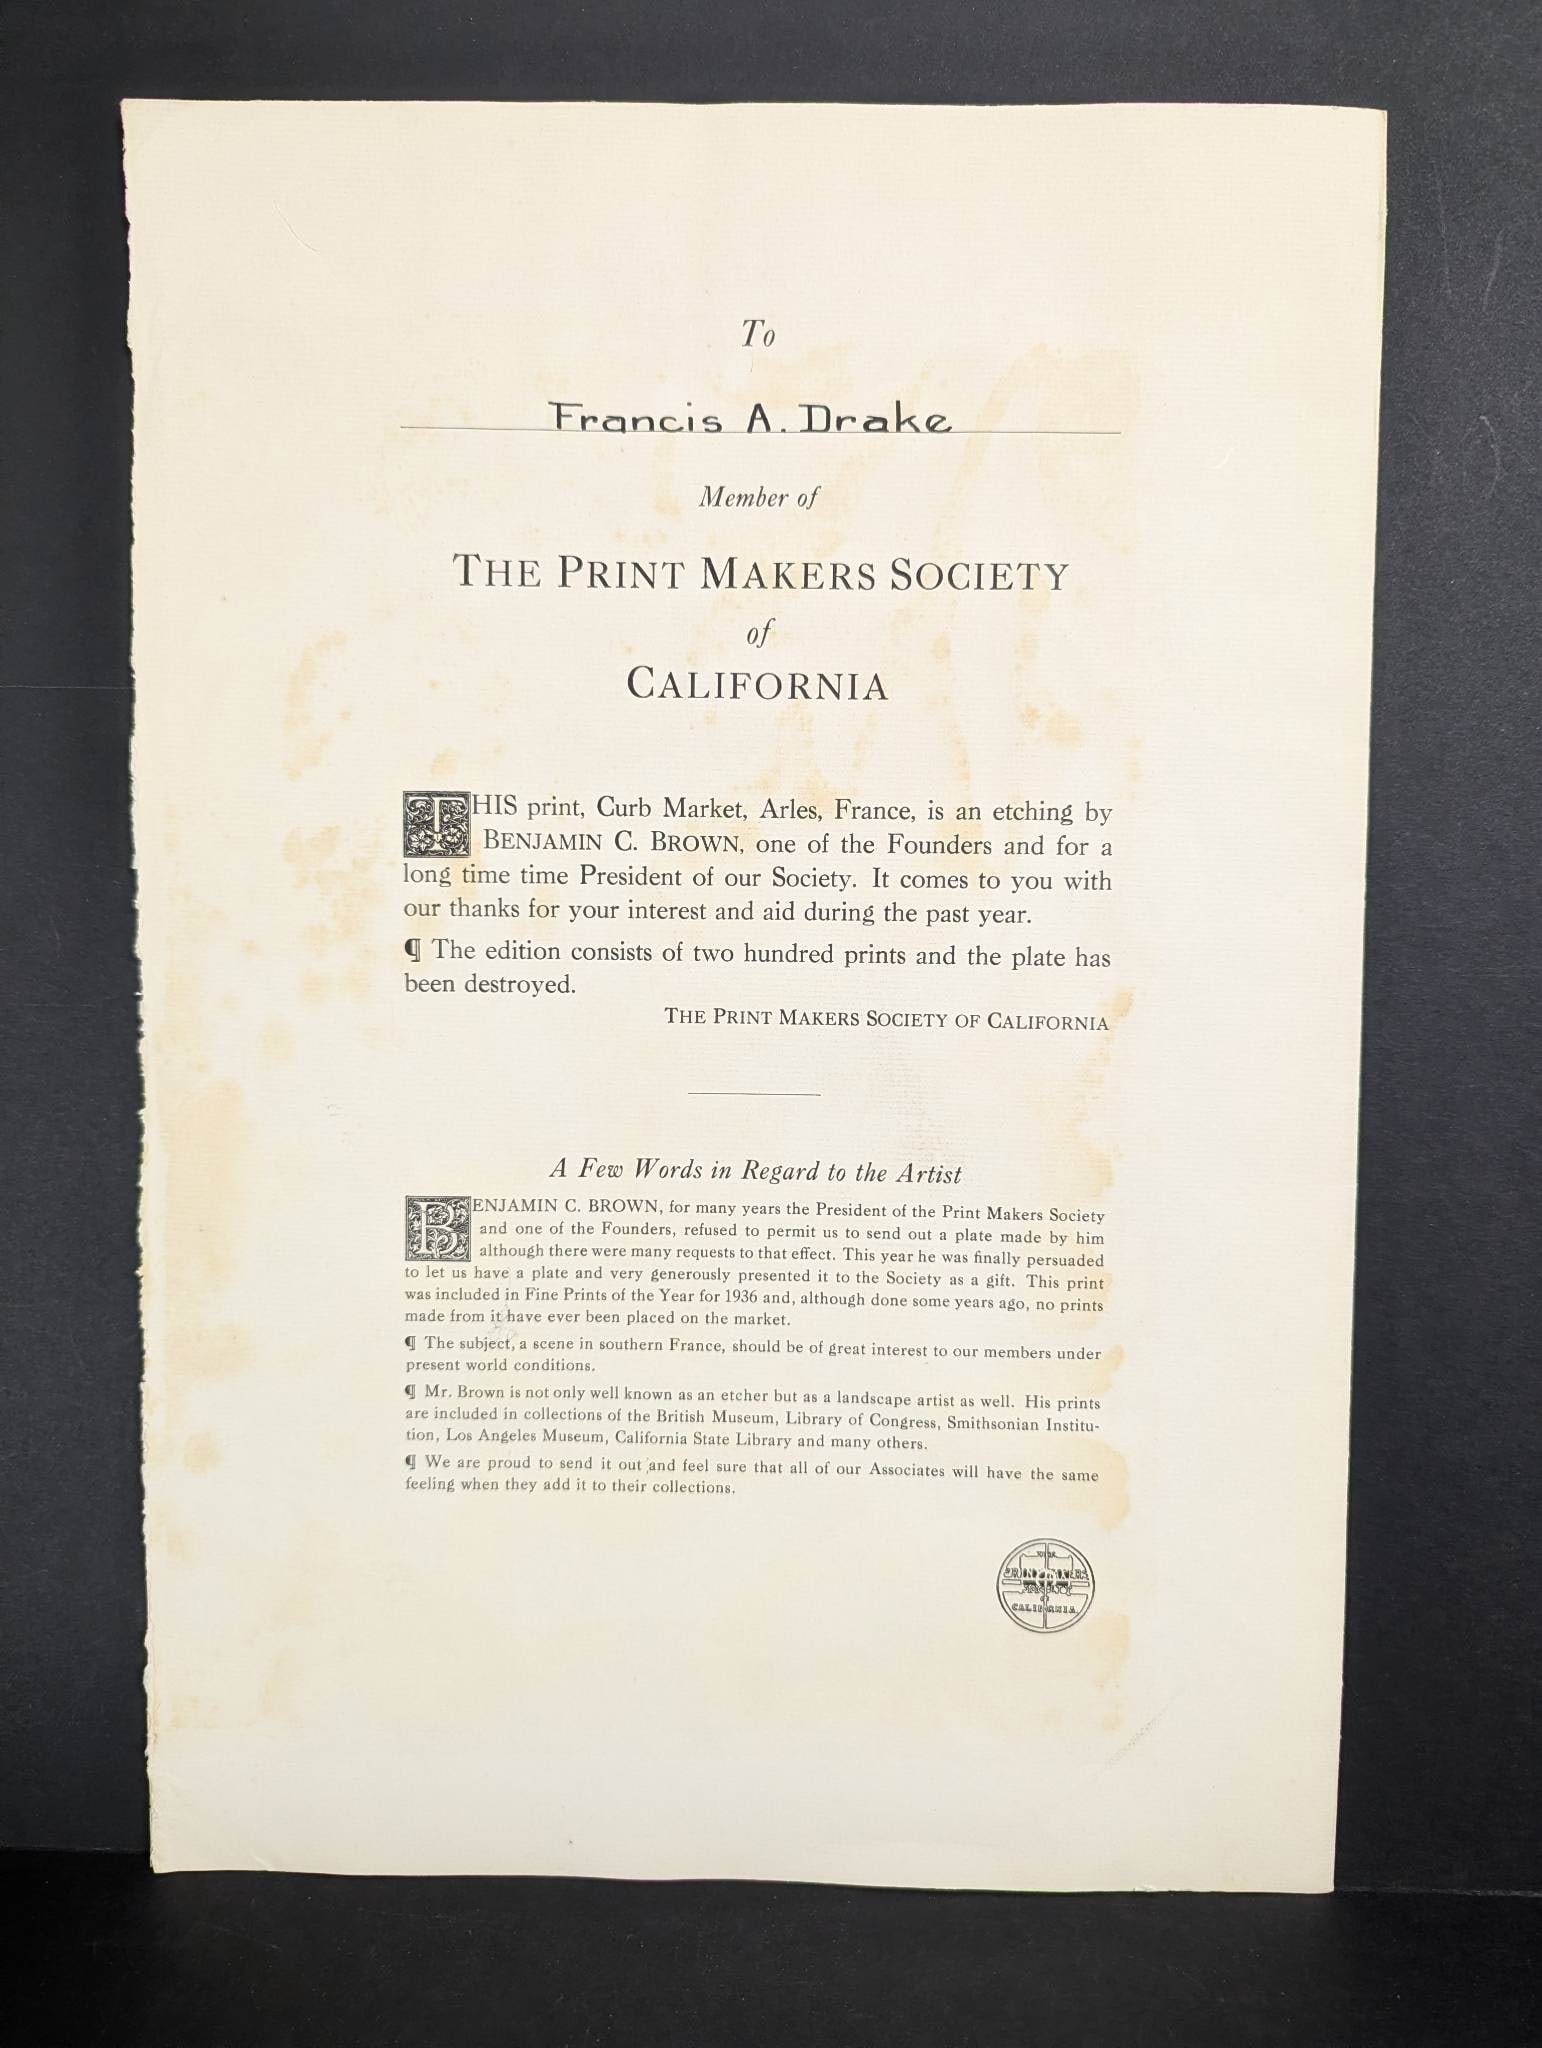 To
Francis A. Drake
Member of
THE PRINT MAKERS SOCIETY
of
CALIFORNIA
THIS print, Curb Market, Arles, France, is an etching by
BENJAMIN C. BROWN, one of the Founders and for a
long time time President of our Society. It comes to you with
our thanks for your interest and aid during the past year.
¶ The edition consists of two hundred prints and the plate has
been destroyed.
THE PRINT MAKERS SOCIETY OF CALIFORNIA
A Few Words in Regard to the Artist
BENJAMIN C. BROWN, for many years the President of the Print Makers Society
and one of the Founders, refused to permit us to send out a plate made by him
although there were many requests to that effect. This year he was finally persuaded
to let us have a plate and very generously presented it to the Society as a gift. This print
was included in Fine Prints of the Year for 1936 and, although done some years ago, no prints
made from it have ever been placed on the market.
¶ The subject, a scene in southern France, should be of great interest to our members under
present world conditions.
¶ Mr. Brown is not only well known as an etcher but as a landscape artist as well. His prints
are included in collections of the British Museum, Library of Congress, Smithsonian Institu-
tion, Los Angeles Museum, California State Library and many others.
¶ We are proud to send it out and feel sure that all of our Associates will have the same
feeling when they add it to their collections.
THE
PRINT MAKERS
SOCIETY
OF
CALIFORNIA